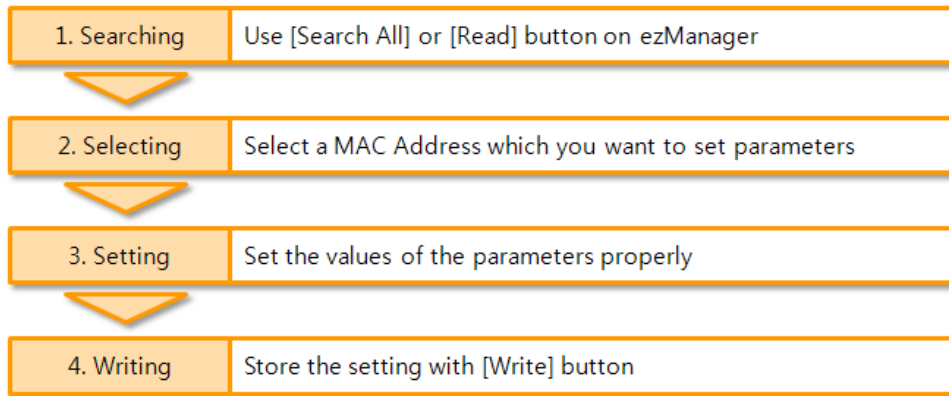 1. Searching Use [Search All] or [Read] button on ezManager
2. Selecting Select a MAC Address which you want to set parameters
3. Setting Set the values of the parameters properly
4. Writing Store the setting with [Write] button